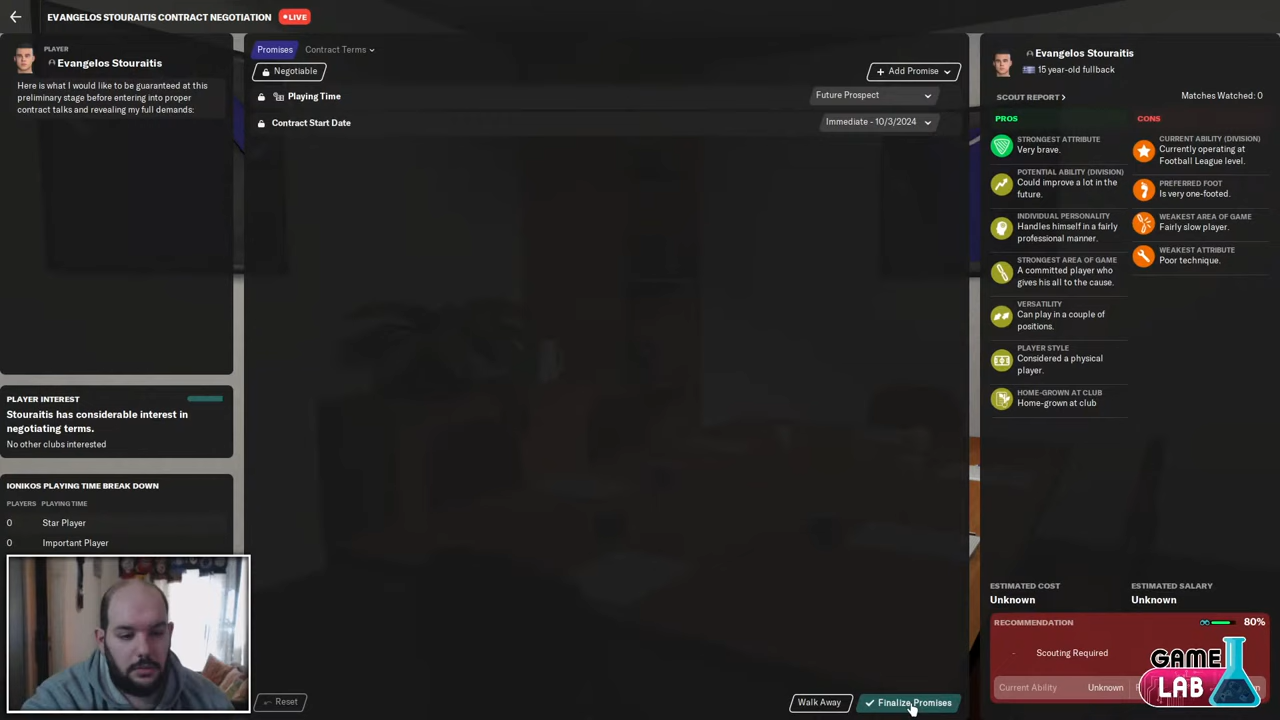 EVANGELOS STOURAITIS CONTRACT NEGOTIATION LIVE
PLAYER
Evangelos Stouraitis
Here is what I would like to be guaranteed at this
preliminary stage before entering into proper
contract talks and revealing my full demands:
PLAYER INTEREST
Stouraitis has considerable interest in
negotiating terms.
No other clubs interested
IONIKOS PLAYING TIME BREAK DOWN
PLAYERS PLAYING TIME
0 Star Player
0 Important Player
Promises Contract Terms
Negotiable
+ Add Promise
Playing Time Future Prospect
Contract Start Date Immediate - 10/3/2024
Reset
Walk Away
Finalize Promises
Evangelos Stouraitis
15 year-old fullback
SCOUT REPORT > Matches Watched: 0
PROS
STRONGEST ATTRIBUTE
Very brave.
POTENTIAL ABILITY (DIVISION)
Could improve a lot in the
future.
INDIVIDUAL PERSONALITY
Handles himself in a fairly
professional manner.
STRONGEST AREA OF GAME
A committed player who
gives his all to the cause.
VERSATILITY
Can play in a couple of
positions.
PLAYER STYLE
Considered a physical
player.
HOME-GROWN AT CLUB
Home-grown at club
CONS
CURRENT ABILITY (DIVISION)
Currently operating at
Football League level.
PREFERRED FOOT
Is very one-footed.
WEAKEST AREA OF GAME
Fairly slow player.
WEAKEST ATTRIBUTE
Poor technique.
ESTIMATED COST
Unknown
ESTIMATED SALARY
Unknown
RECOMMENDATION 80%
- Scouting Required
Current Ability Unknown
GAME
LAB